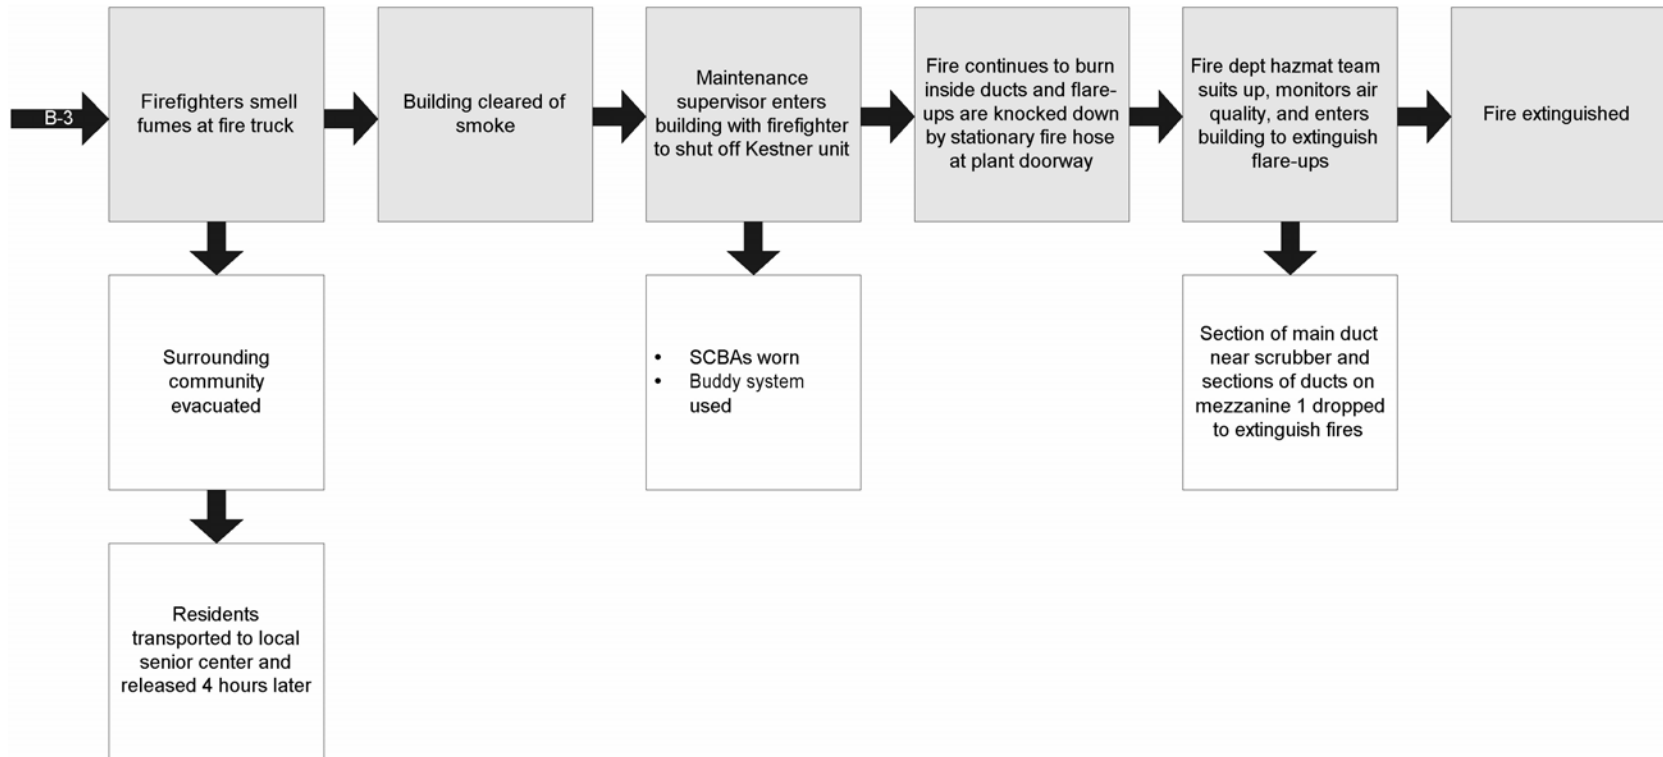 B-3
Firefighters smell
fumes at fire truck
Building cleared of
smoke
Maintenance
supervisor enters
building with firefighter
to shut off Kestner unit
Fire continues to burn
inside ducts and flare-
ups are knocked down
by stationary fire hose
at plant doorway
Fire dept hazmat team
suits up, monitors air
quality, and enters
building to extinguish
flare-ups
Fire extinguished
Surrounding
community
evacuated
• SCBAs worn
• Buddy system
used
Section of main duct
near scrubber and
sections of ducts on
mezzanine 1 dropped
to extinguish fires
Residents
transported to local
senior center and
released 4 hours later